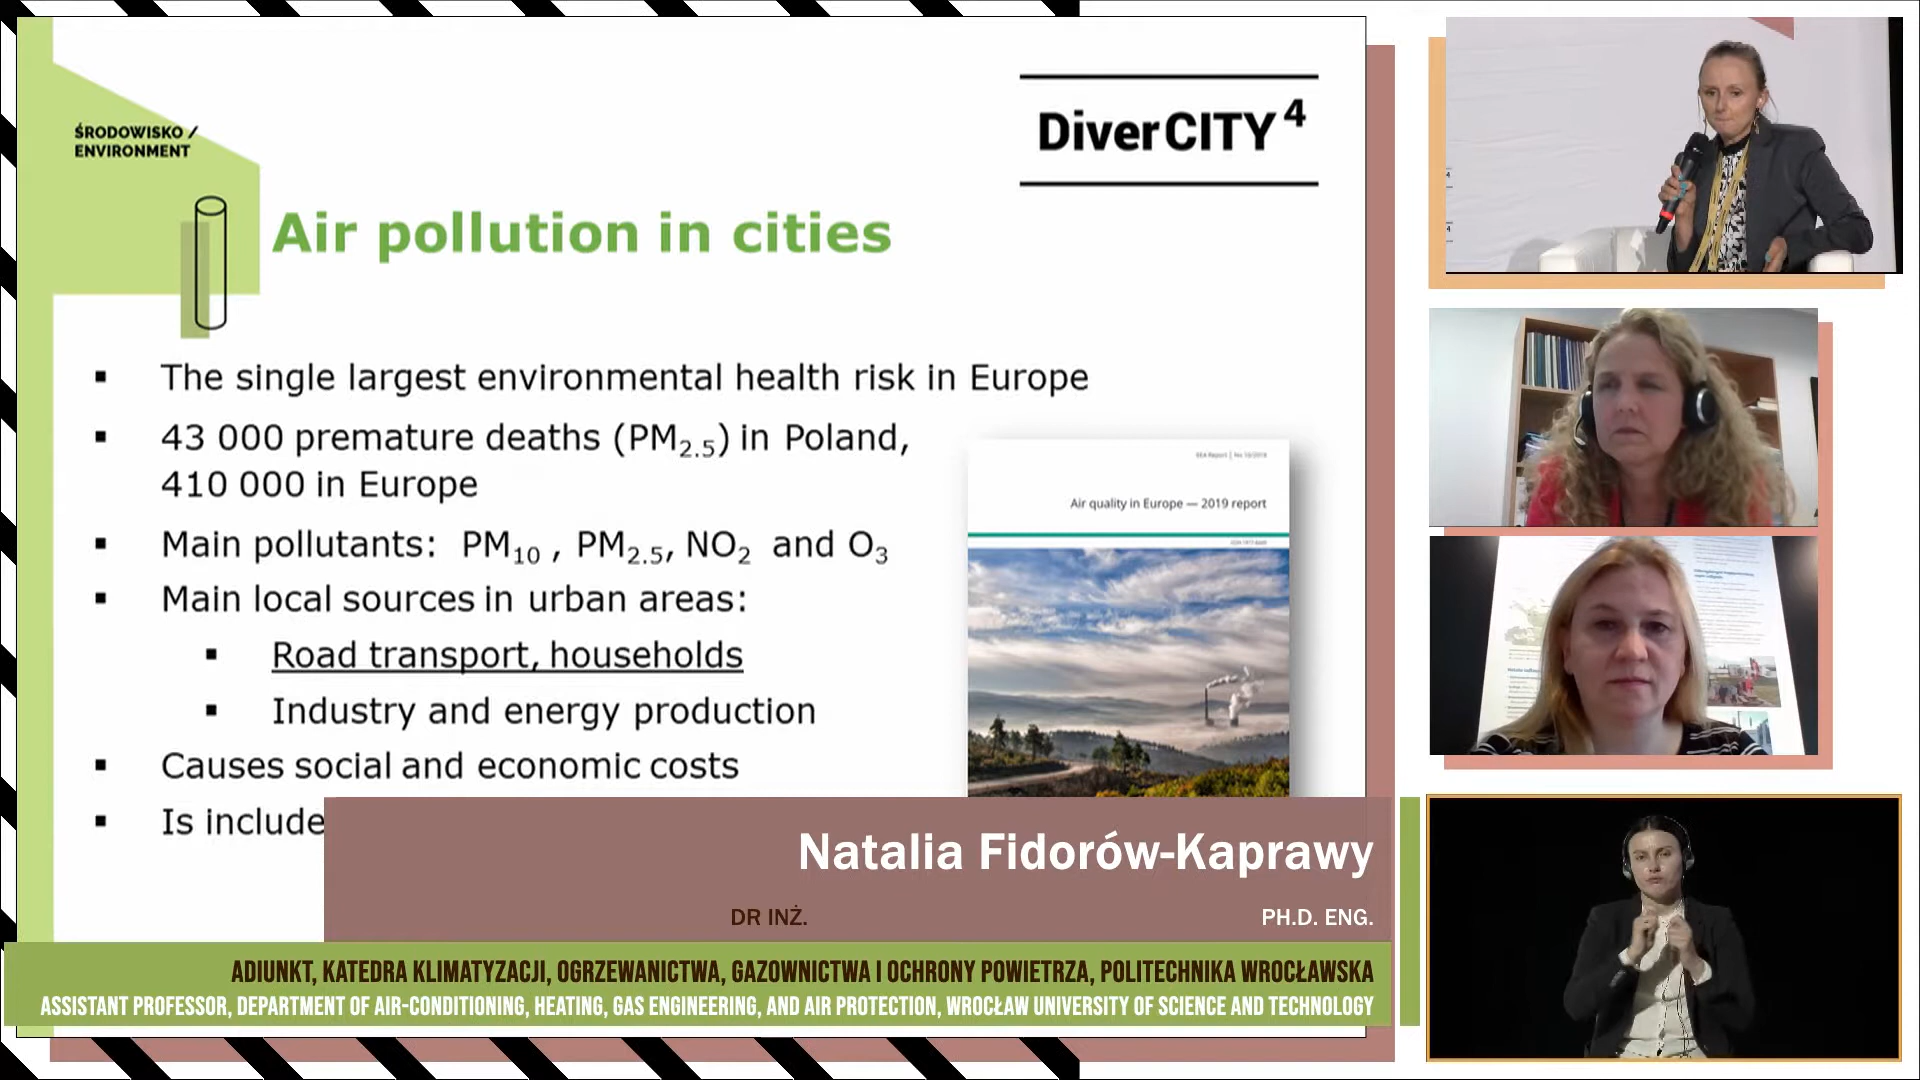 ŚRODOWISKO /
ENVIRONMENT
DiverCITY⁴
Air pollution in cities
▪ The single largest environmental health risk in Europe
▪ 43 000 premature deaths (PM₂.₅) in Poland,
410 000 in Europe
▪ Main pollutants: PM₁₀ , PM₂.₅, NO₂ and O₃
▪ Main local sources in urban areas:
▪ Road transport, households
▪ Industry and energy production
▪ Causes social and economic costs
▪ Is include
Air quality in Europe — 2019 report
Natalia Fidorów-Kaprawy
DR INŻ.
PH.D. ENG.
ADIUNKT, KATEDRA KLIMATYZACJI, OGRZEWANICTWA, GAZOWNICTWA I OCHRONY POWIETRZA, POLITECHNIKA WROCŁAWSKA
ASSISTANT PROFESSOR, DEPARTMENT OF AIR-CONDITIONING, HEATING, GAS ENGINEERING, AND AIR PROTECTION, WROCŁAW UNIVERSITY OF SCIENCE AND TECHNOLOGY